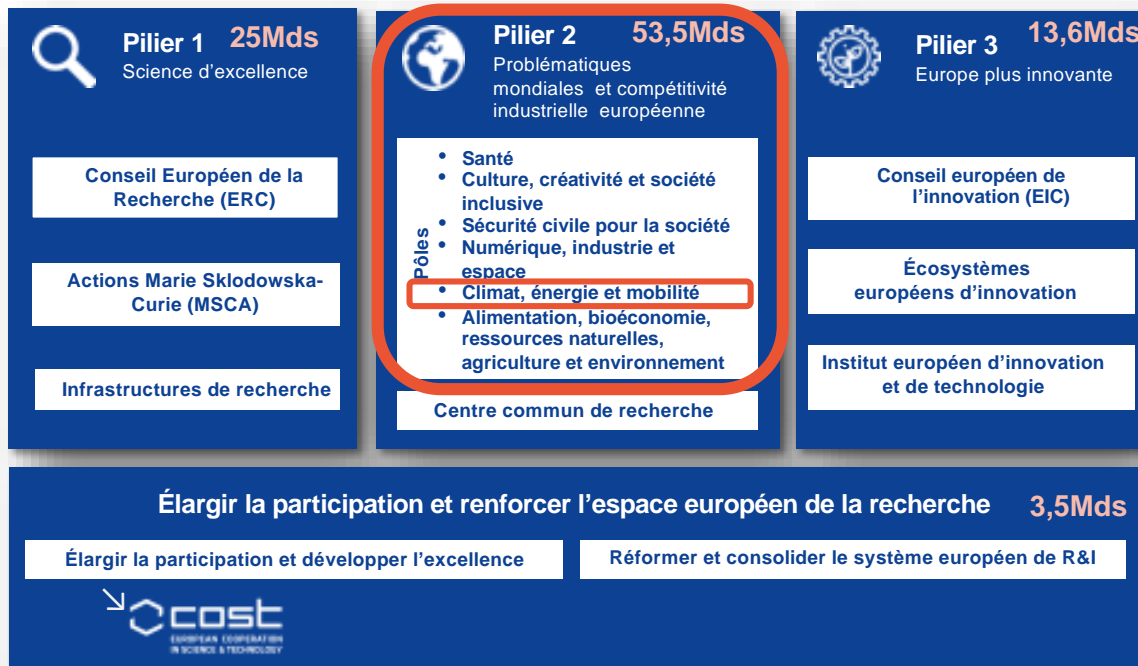 Pilier 1 25Mds
Science d'excellence
Conseil Européen de la
Recherche (ERC)
Actions Marie Sklodowska-
Curie (MSCA)
Infrastructures de recherche
Pilier 2 53,5Mds
Problématiques
mondiales et compétitivité
industrielle européenne
Pôles
• Santé
• Culture, créativité et société
inclusive
• Sécurité civile pour la société
• Numérique, industrie et
espace
• Climat, énergie et mobilité
• Alimentation, bioéconomie,
ressources naturelles,
agriculture et environnement
Centre commun de recherche
Pilier 3 13,6Mds
Europe plus innovante
Conseil européen de
l'innovation (EIC)
Écosystèmes
européens d'innovation
Institut européen d'innovation
et de technologie
Élargir la participation et renforcer l'espace européen de la recherche 3,5Mds
Élargir la participation et développer l'excellence
Réformer et consolider le système européen de R&I
cost
EUROPEAN COOPERATION
IN SCIENCE & TECHNOLOGY